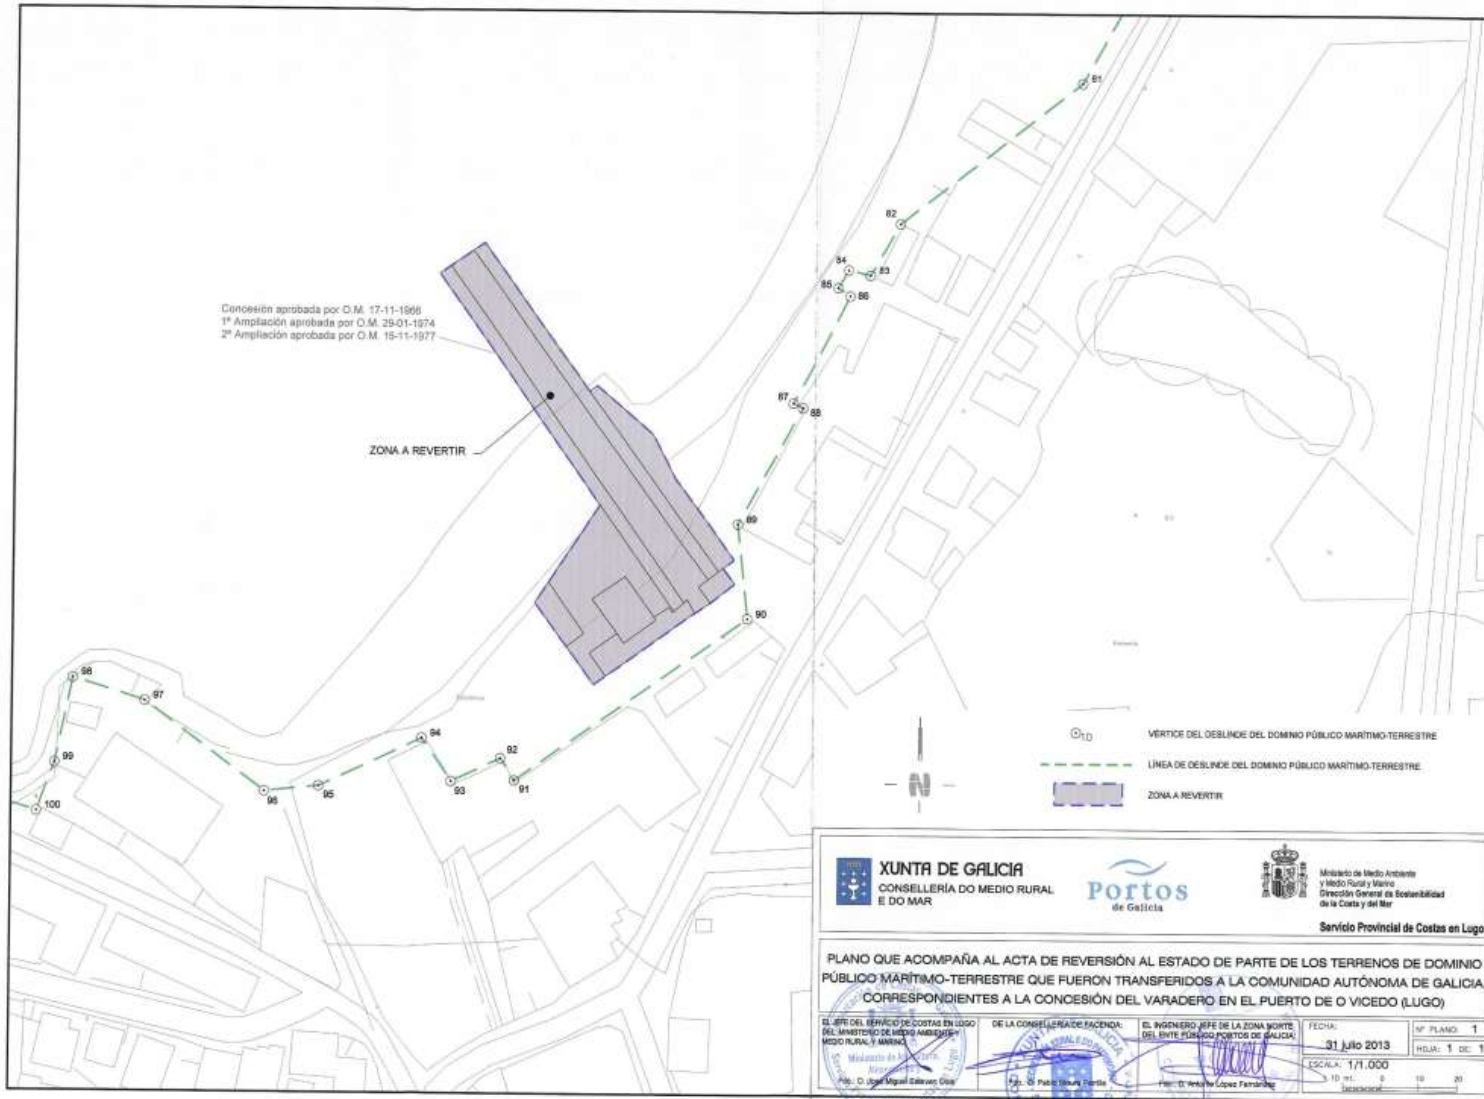 81
82
84
83
85
86
Concesión aprobada por O.M. 17-11-1966
1ª Ampliación aprobada por O.M. 29-01-1974
2ª Ampliación aprobada por O.M. 15-11-1977
87
88
ZONA A REVERTIR
89
90
98
97
94
92
99
93
91
95
96
100
VÉRTICE DEL DESLINDE DEL DOMINIO PÚBLICO MARÍTIMO-TERRESTRE
LÍNEA DE DESLINDE DEL DOMINIO PÚBLICO MARÍTIMO-TERRESTRE
N
ZONA A REVERTIR
XUNTA DE GALICIA
CONSELLERÍA DO MEDIO RURAL
E DO MAR
Portos
de Galicia
Ministerio de Medio Ambiente
y Medio Rural y Marino
Dirección General de Sostenibilidad
de la Costa y del Mar
Servicio Provincial de Costas en Lugo
PLANO QUE ACOMPAÑA AL ACTA DE REVERSIÓN AL ESTADO DE PARTE DE LOS TERRENOS DE DOMINIO
PÚBLICO MARÍTIMO-TERRESTRE QUE FUERON TRANSFERIDOS A LA COMUNIDAD AUTÓNOMA DE GALICIA,
CORRESPONDIENTES A LA CONCESIÓN DEL VARADERO EN EL PUERTO DE O VICEDO (LUGO)
EL JEFE DEL SERVICIO DE COSTAS EN LUGO
DEL MINISTERIO DE MEDIO AMBIENTE Y
MEDIO RURAL Y MARINO
DE LA CONSELLERÍA DE FACENDA:
EL INGENIERO JEFE DE LA ZONA NORTE
DEL ENTE PÚBLICO PORTOS DE GALICIA:
FECHA:
31 julio 2013
Nº PLANO: 1
HOJA: 1 DE: 1
ESCALA: 1/1.000
10 m. 0 10 20
Fdo.: D. Antonio López Fernández